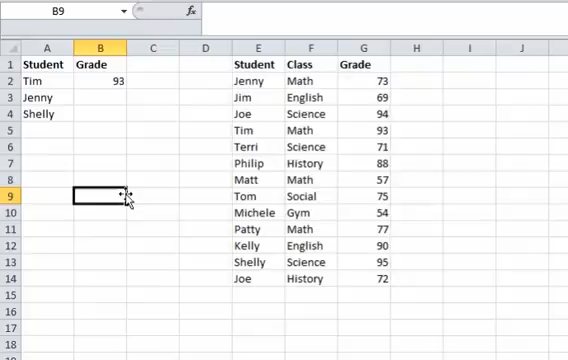 B9 fx
A B C D E F G H I J
1 Student Grade Student Class Grade
2 Tim 93 Jenny Math 73
3 Jenny Jim English 69
4 Shelly Joe Science 94
5 Tim Math 93
6 Terri Science 71
7 Philip History 88
8 Matt Math 57
9 Tom Social 75
10 Michele Gym 54
11 Patty Math 77
12 Kelly English 90
13 Shelly Science 95
14 Joe History 72
15
16
17
18